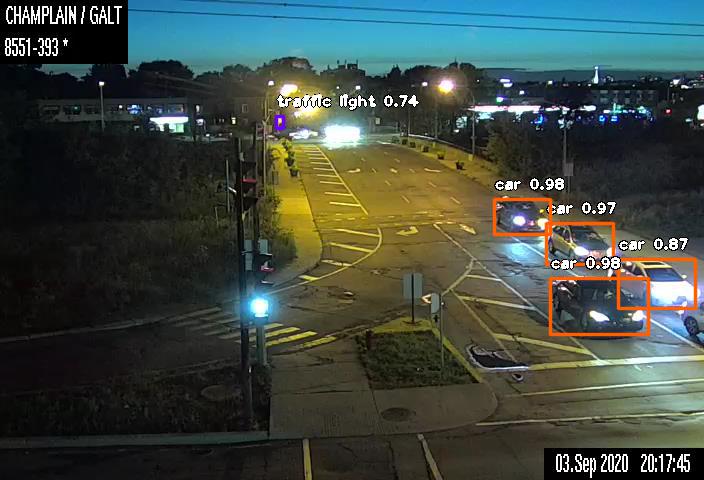 CHAMPLAIN / GALT
8551-393 *
traffic light 0.74
car 0.98
car 0.97
car 0.87
car 0.98
03.Sep 2020 20:17:45